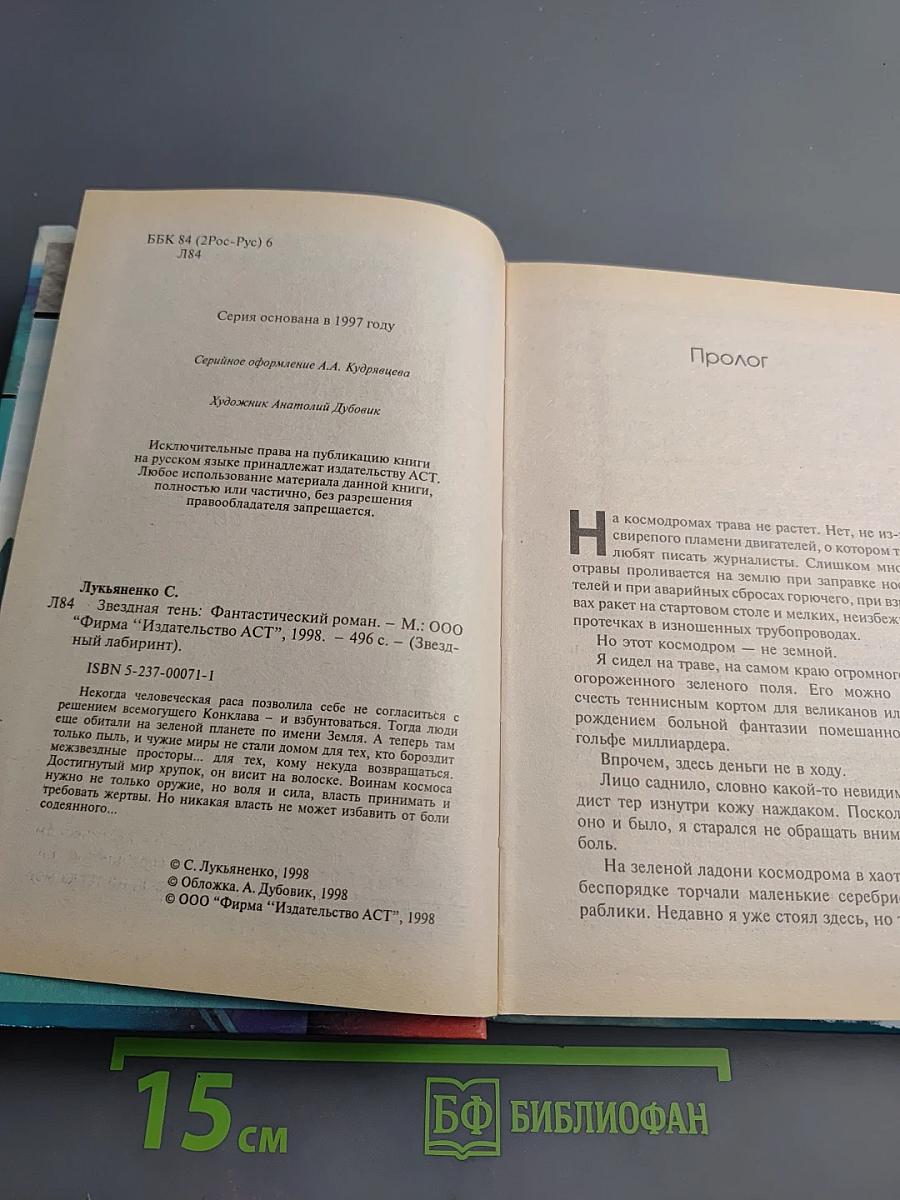 ББК 84 (2Рос-Рус) 6
Л84
Серия основана в 1997 году
Серийное оформление А.А. Кудрявцева
Художник Анатолий Дубовик
Исключительные права на публикацию книги
на русском языке принадлежат издательству АСТ.
Любое использование материала данной книги,
полностью или частично, без разрешения
правообладателя запрещается.
Лукьяненко С.
Л84 Звездная тень: Фантастический роман. – М.: ООО
"Фирма "Издательство АСТ", 1998. – 496 с. – (Звезд-
ный лабиринт).
ISBN 5-237-00071-1
Некогда человеческая раса позволила себе не согласиться с
решением всемогущего Конклава – и взбунтоваться. Тогда люди
еще обитали на зеленой планете по имени Земля. А теперь там
только пыль, и чужие миры не стали домом для тех, кто бороздит
межзвездные просторы... для тех, кому некуда возвращаться.
Достигнутый мир хрупок, он висит на волоске. Воинам космоса
нужно не только оружие, но воля и сила, власть принимать и
требовать жертвы. Но никакая власть не может избавить от боли
содеянного...
© С. Лукьяненко, 1998
© Обложка. А. Дубовик, 1998
© ООО "Фирма "Издательство АСТ", 1998
Пролог
На космодромах трава не растет. Нет, не из-
свирепого пламени двигателей, о котором т
любят писать журналисты. Слишком мно
отравы проливается на землю при заправке но
телей и при аварийных сбросах горючего, при вз
вах ракет на стартовом столе и мелких, неизбеж
протечках в изношенных трубопроводах.
Но этот космодром — не земной.
Я сидел на траве, на самом краю огромного
огороженного зеленого поля. Его можно
счесть теннисным кортом для великанов ил
рождением больной фантазии помешанно
гольфе миллиардера.
Впрочем, здесь деньги не в ходу.
Лицо саднило, словно какой-то невидим
дист тер изнутри кожу наждаком. Поскол
оно и было, я старался не обращать вним
боль.
На зеленой ладони космодрома в хаот
беспорядке торчали маленькие серебри
раблики. Недавно я уже стоял здесь, но т
15 см
БФ БИБЛИОФАН